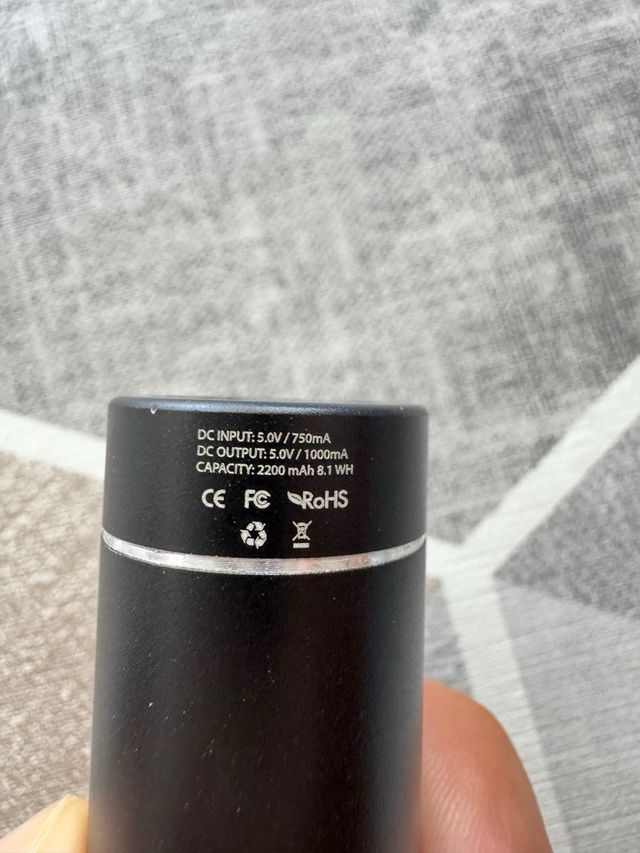 DC INPUT: 5.0V / 750mA
DC OUTPUT: 5.0V / 1000mA
CAPACITY: 2200 mAh 8.1 WH
CE FC RoHS